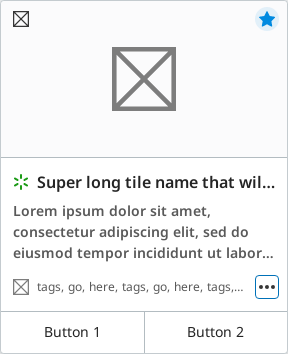 Super long tile name that wil...
Lorem ipsum dolor sit amet,
consectetur adipiscing elit, sed do
eiusmod tempor incididunt ut labor...
tags, go, here, tags, go, here, tags,...
Button 1
Button 2